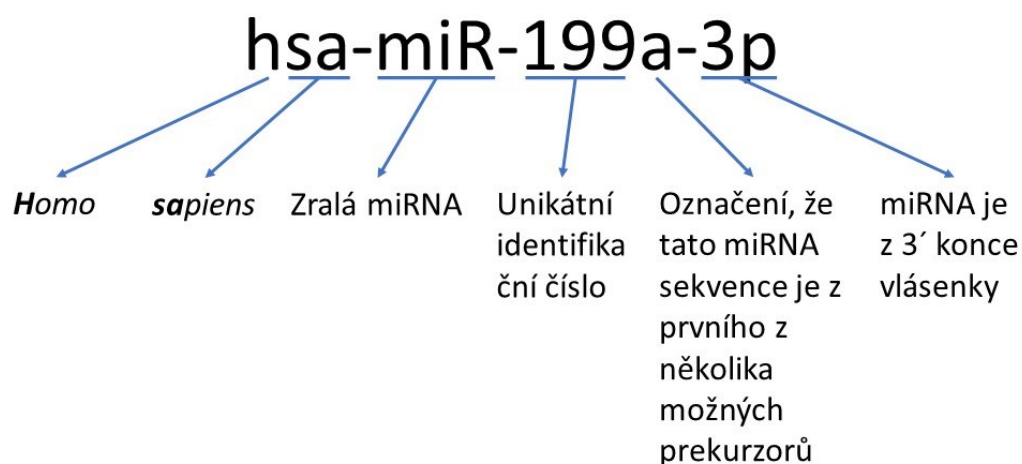 hsa-miR-199a-3p
Homo
sapiens
Zralá miRNA
Unikátní
identifika
ční číslo
Označení, že
tato miRNA
sekvence je z
prvního z
několika
možných
prekurzorů
miRNA je
z 3´ konce
vlásenky